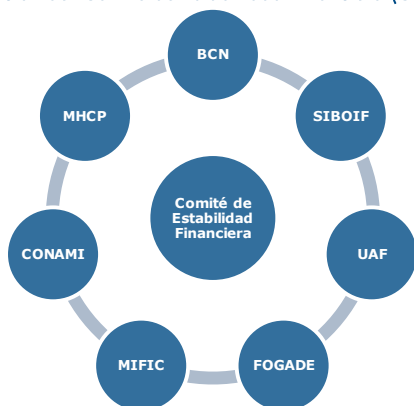 BCN
MHCP
SIBOIF
Comité de
Estabilidad
Financiera
CONAMI
UAF
MIFIC
FOGADE